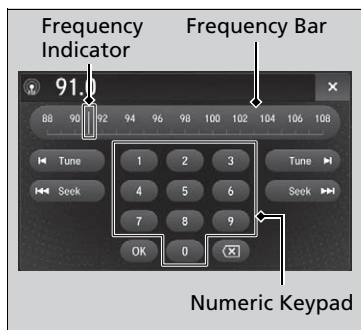 Frequency Indicator
Frequency Bar
91.0
×
88 90 92 94 96 98 100 102 104 106 108
Tune
1 2 3
Tune
Seek
4 5 6
Seek
7 8 9
OK 0
Numeric Keypad